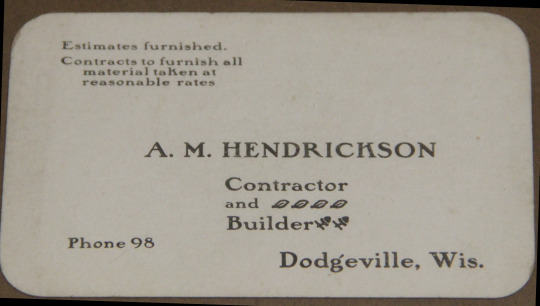 Estimates furnished.
Contracts to furnish all
material taken at
reasonable rates
A. M. HENDRICKSON
Contractor
and
Builder
Phone 98
Dodgeville, Wis.